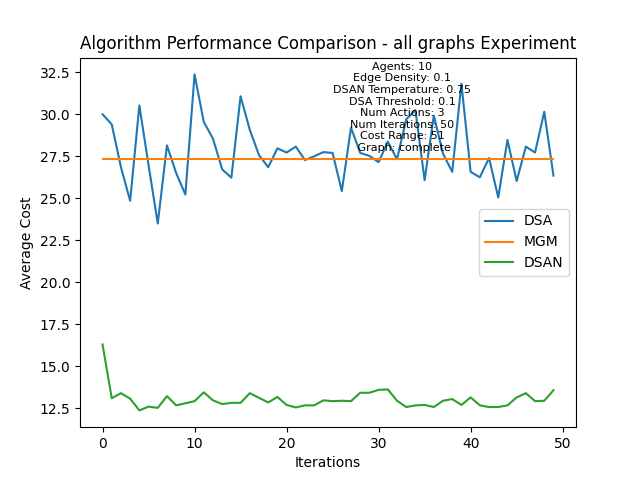 Algorithm Performance Comparison - all graphs Experiment
Agents: 10
Edge Density: 0.1
DSAN Temperature: 0.75
DSA Threshold: 0.1
Num Actions: 3
Num Iterations: 50
Cost Range: 51
Graph: complete
32.5
30.0
27.5
25.0
22.5
20.0
17.5
15.0
12.5
Average Cost
DSA
MGM
DSAN
0
10
20
30
40
50
Iterations